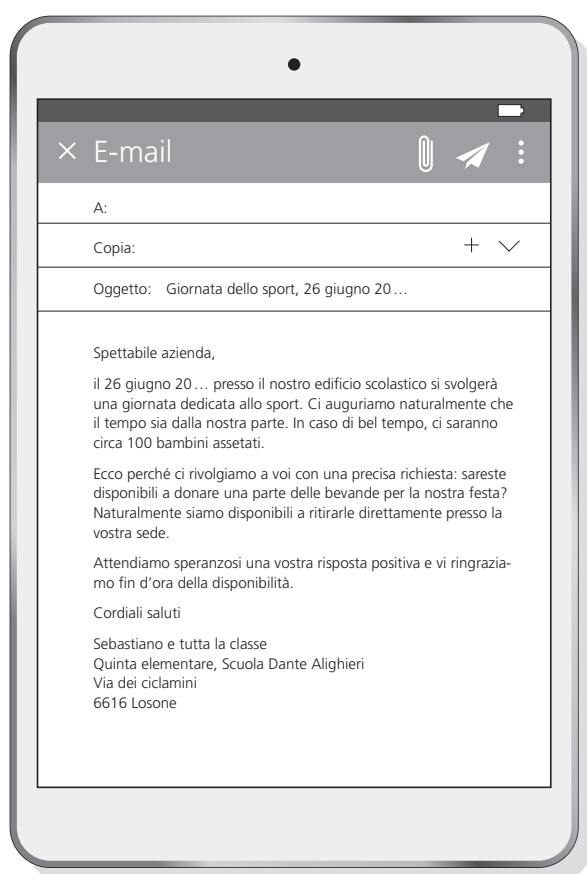 E-mail
A:
Copia:
Oggetto: Giornata dello sport, 26 giugno 20…
Spettabile azienda,
il 26 giugno 20… presso il nostro edificio scolastico si svolgerà
una giornata dedicata allo sport. Ci auguriamo naturalmente che
il tempo sia dalla nostra parte. In caso di bel tempo, ci saranno
circa 100 bambini assetati.
Ecco perché ci rivolgiamo a voi con una precisa richiesta: sareste
disponibili a donare una parte delle bevande per la nostra festa?
Naturalmente siamo disponibili a ritirarle direttamente presso la
vostra sede.
Attendiamo speranzosi una vostra risposta positiva e vi ringrazia-
mo fin d’ora della disponibilità.
Cordiali saluti
Sebastiano e tutta la classe
Quinta elementare, Scuola Dante Alighieri
Via dei ciclamini
6616 Losone